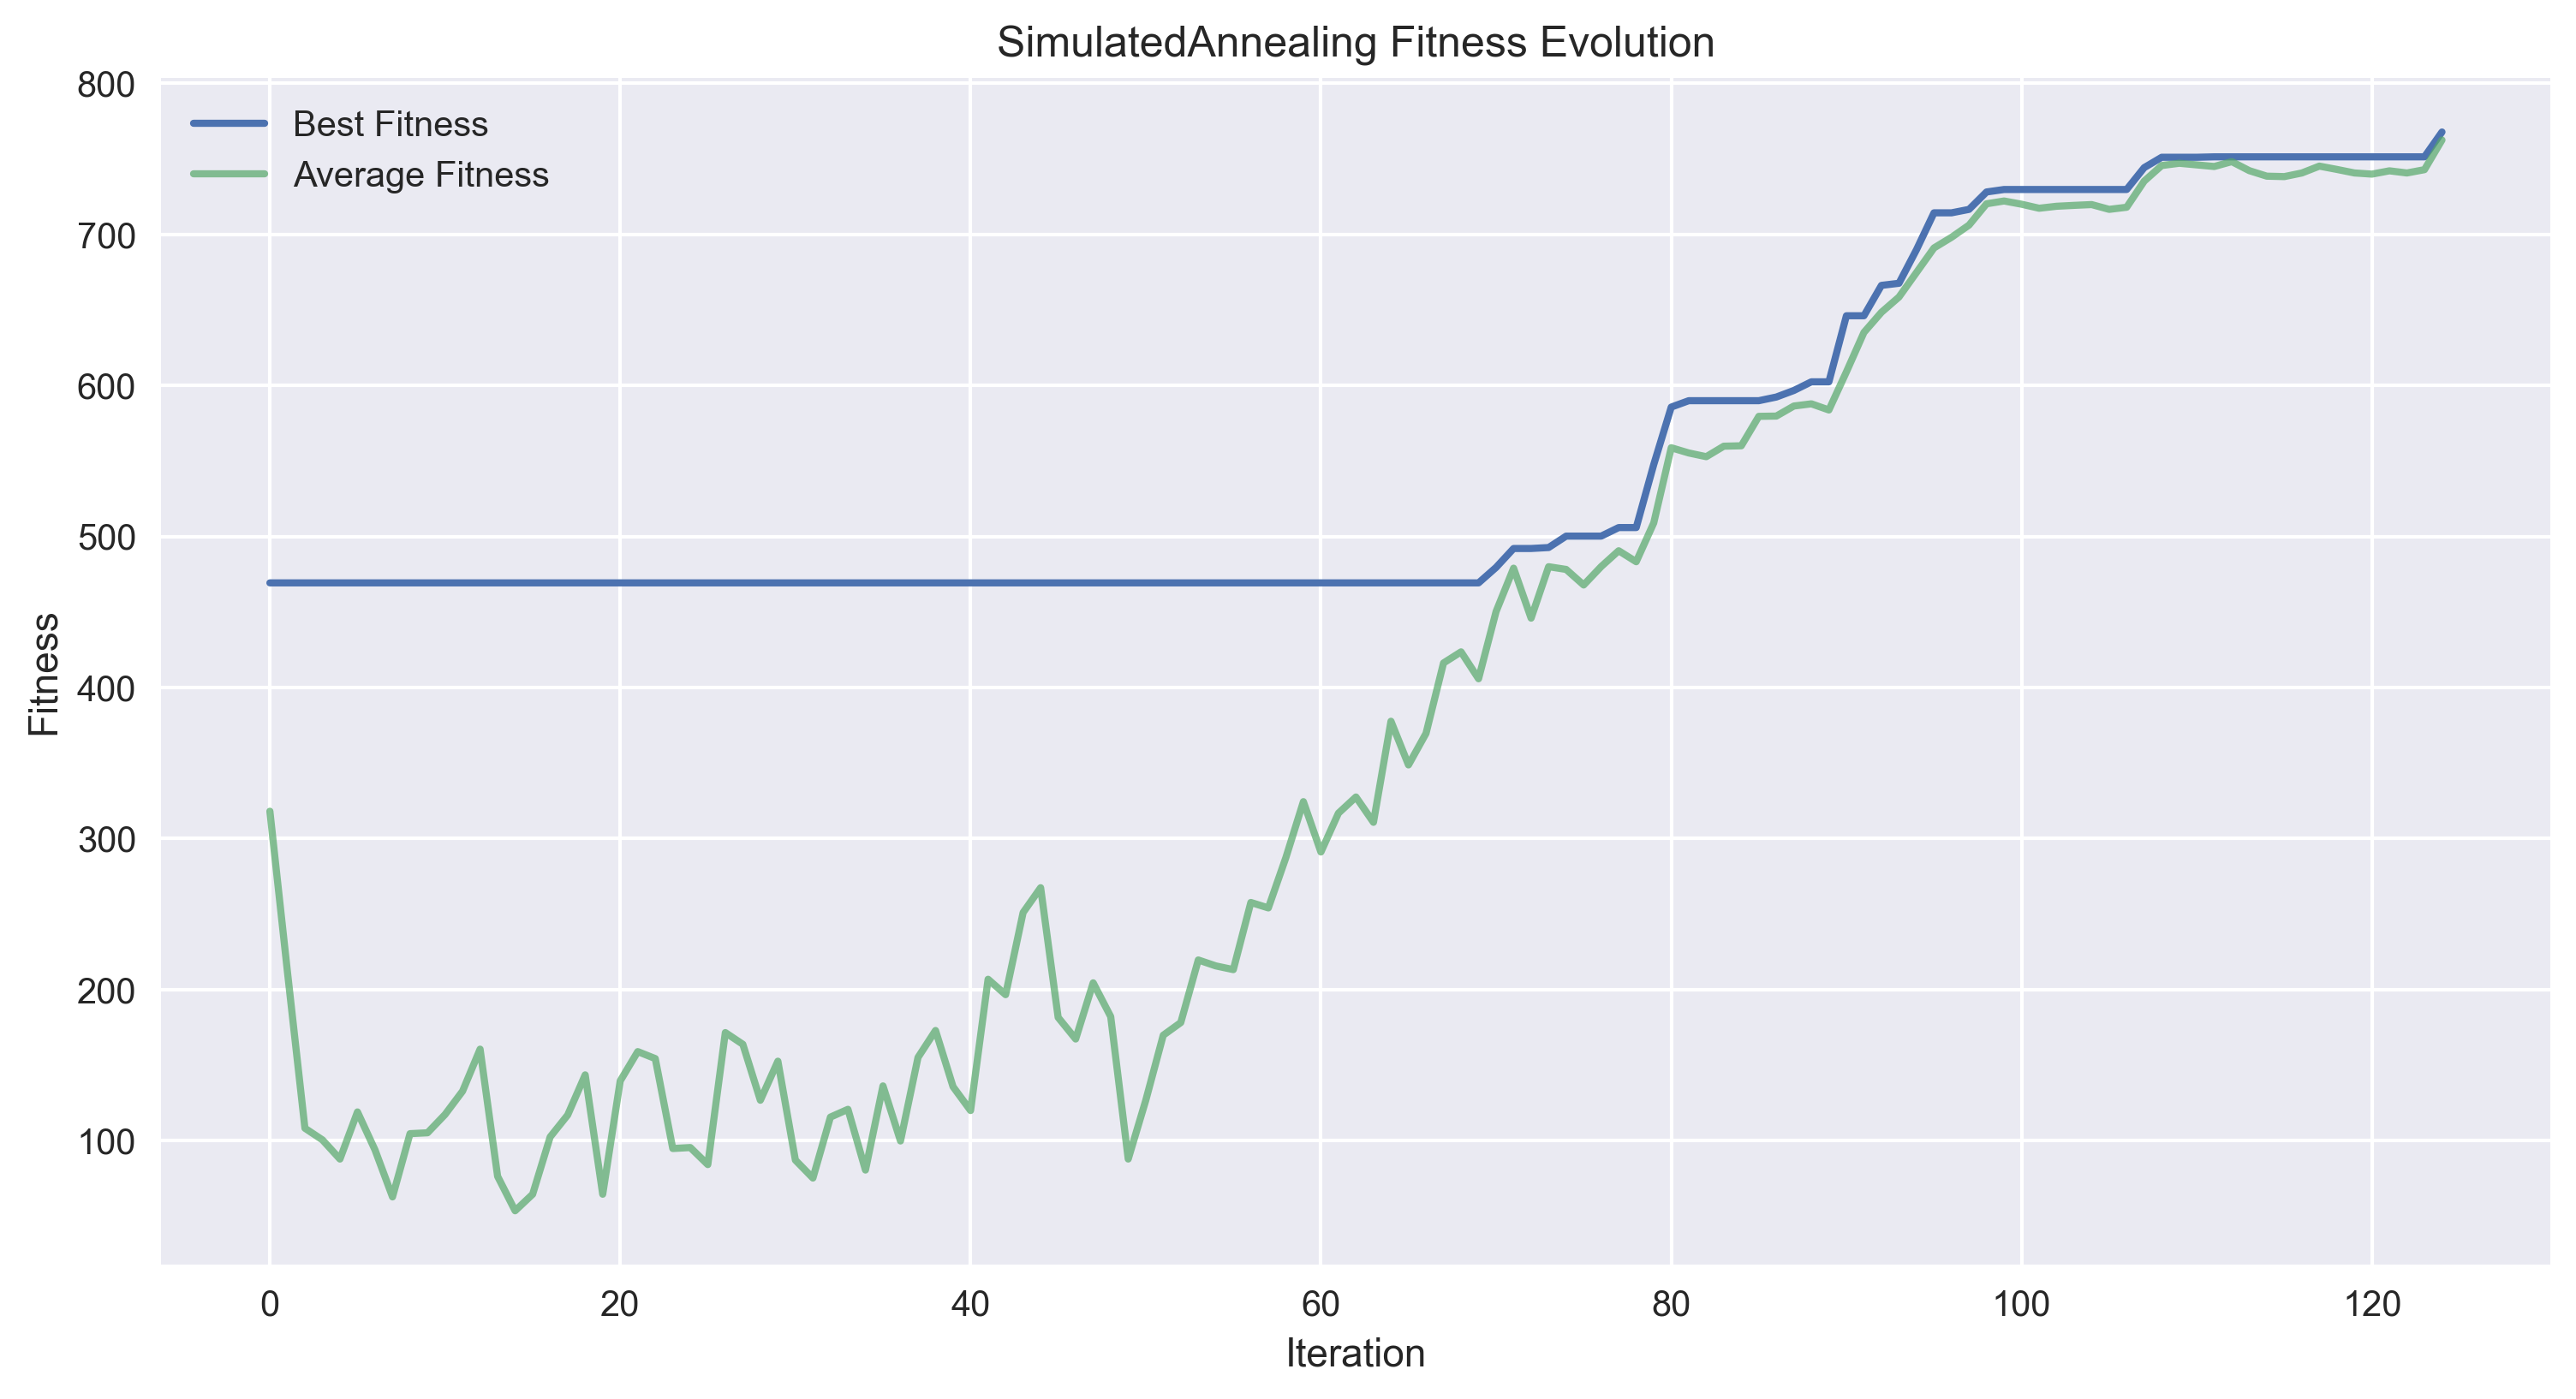 SimulatedAnnealing Fitness Evolution
Best Fitness
Average Fitness
Fitness
800
700
600
500
400
300
200
100
0 20 40 60 80 100 120
Iteration